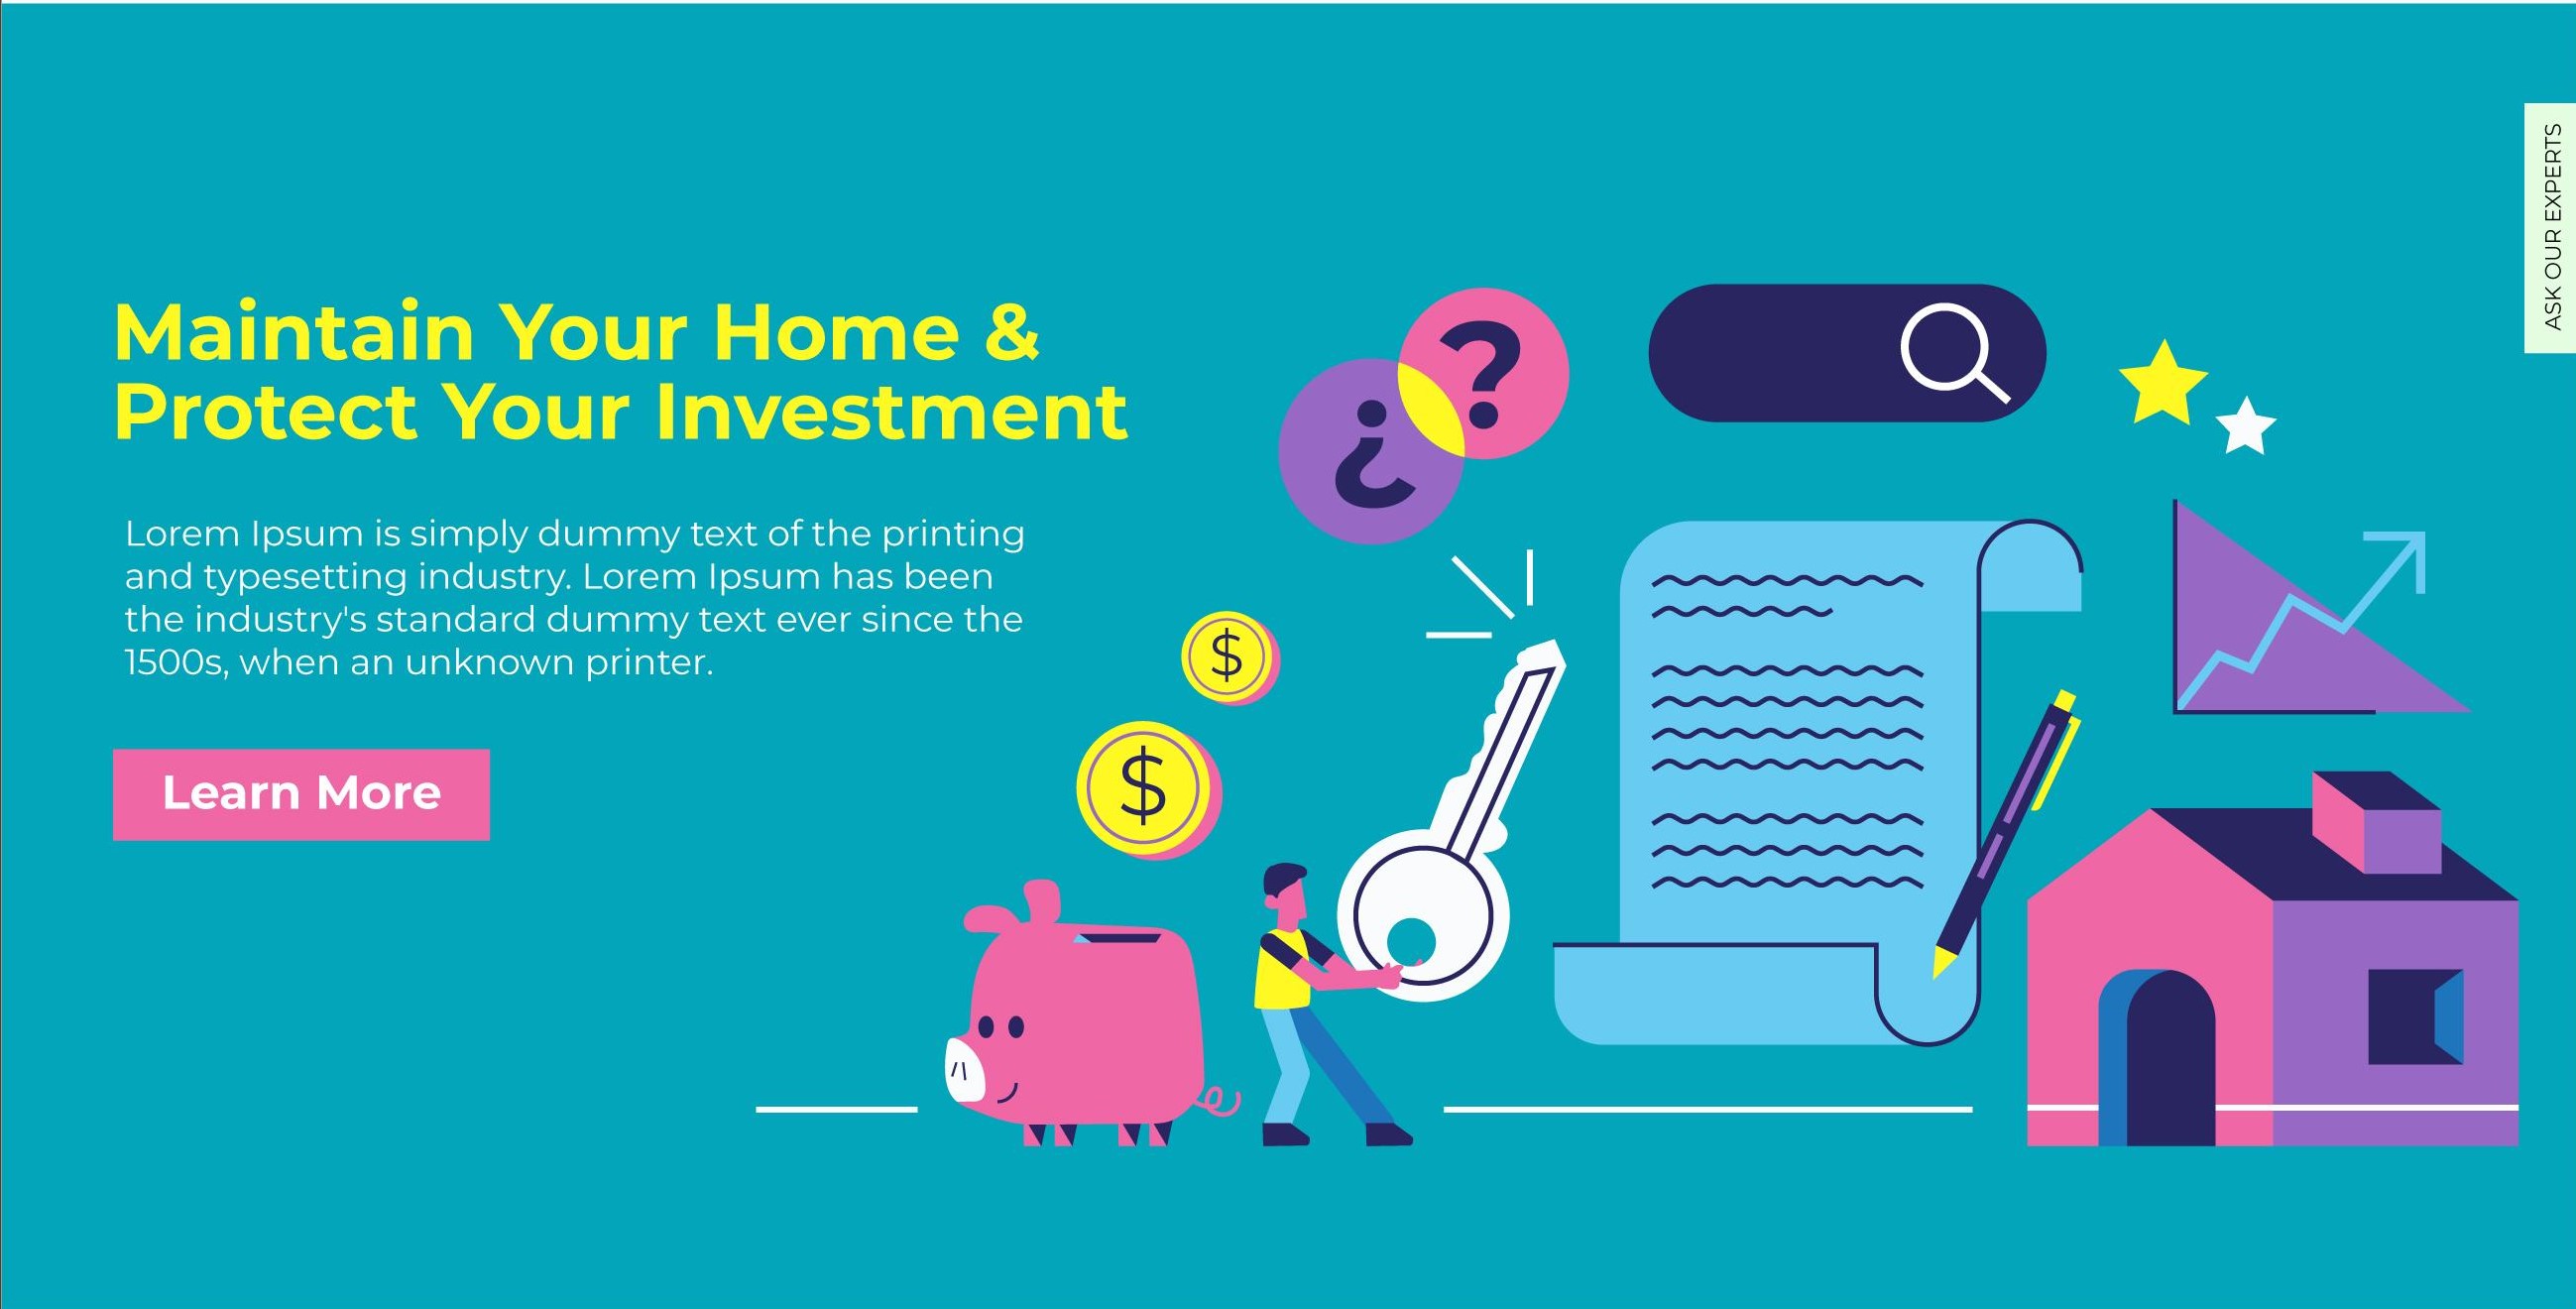 Maintain Your Home &
Protect Your Investment
Lorem Ipsum is simply dummy text of the printing
and typesetting industry. Lorem Ipsum has been
the industry's standard dummy text ever since the
1500s, when an unknown printer.
Learn More
ASK OUR EXPERTS
?
¿
$
$